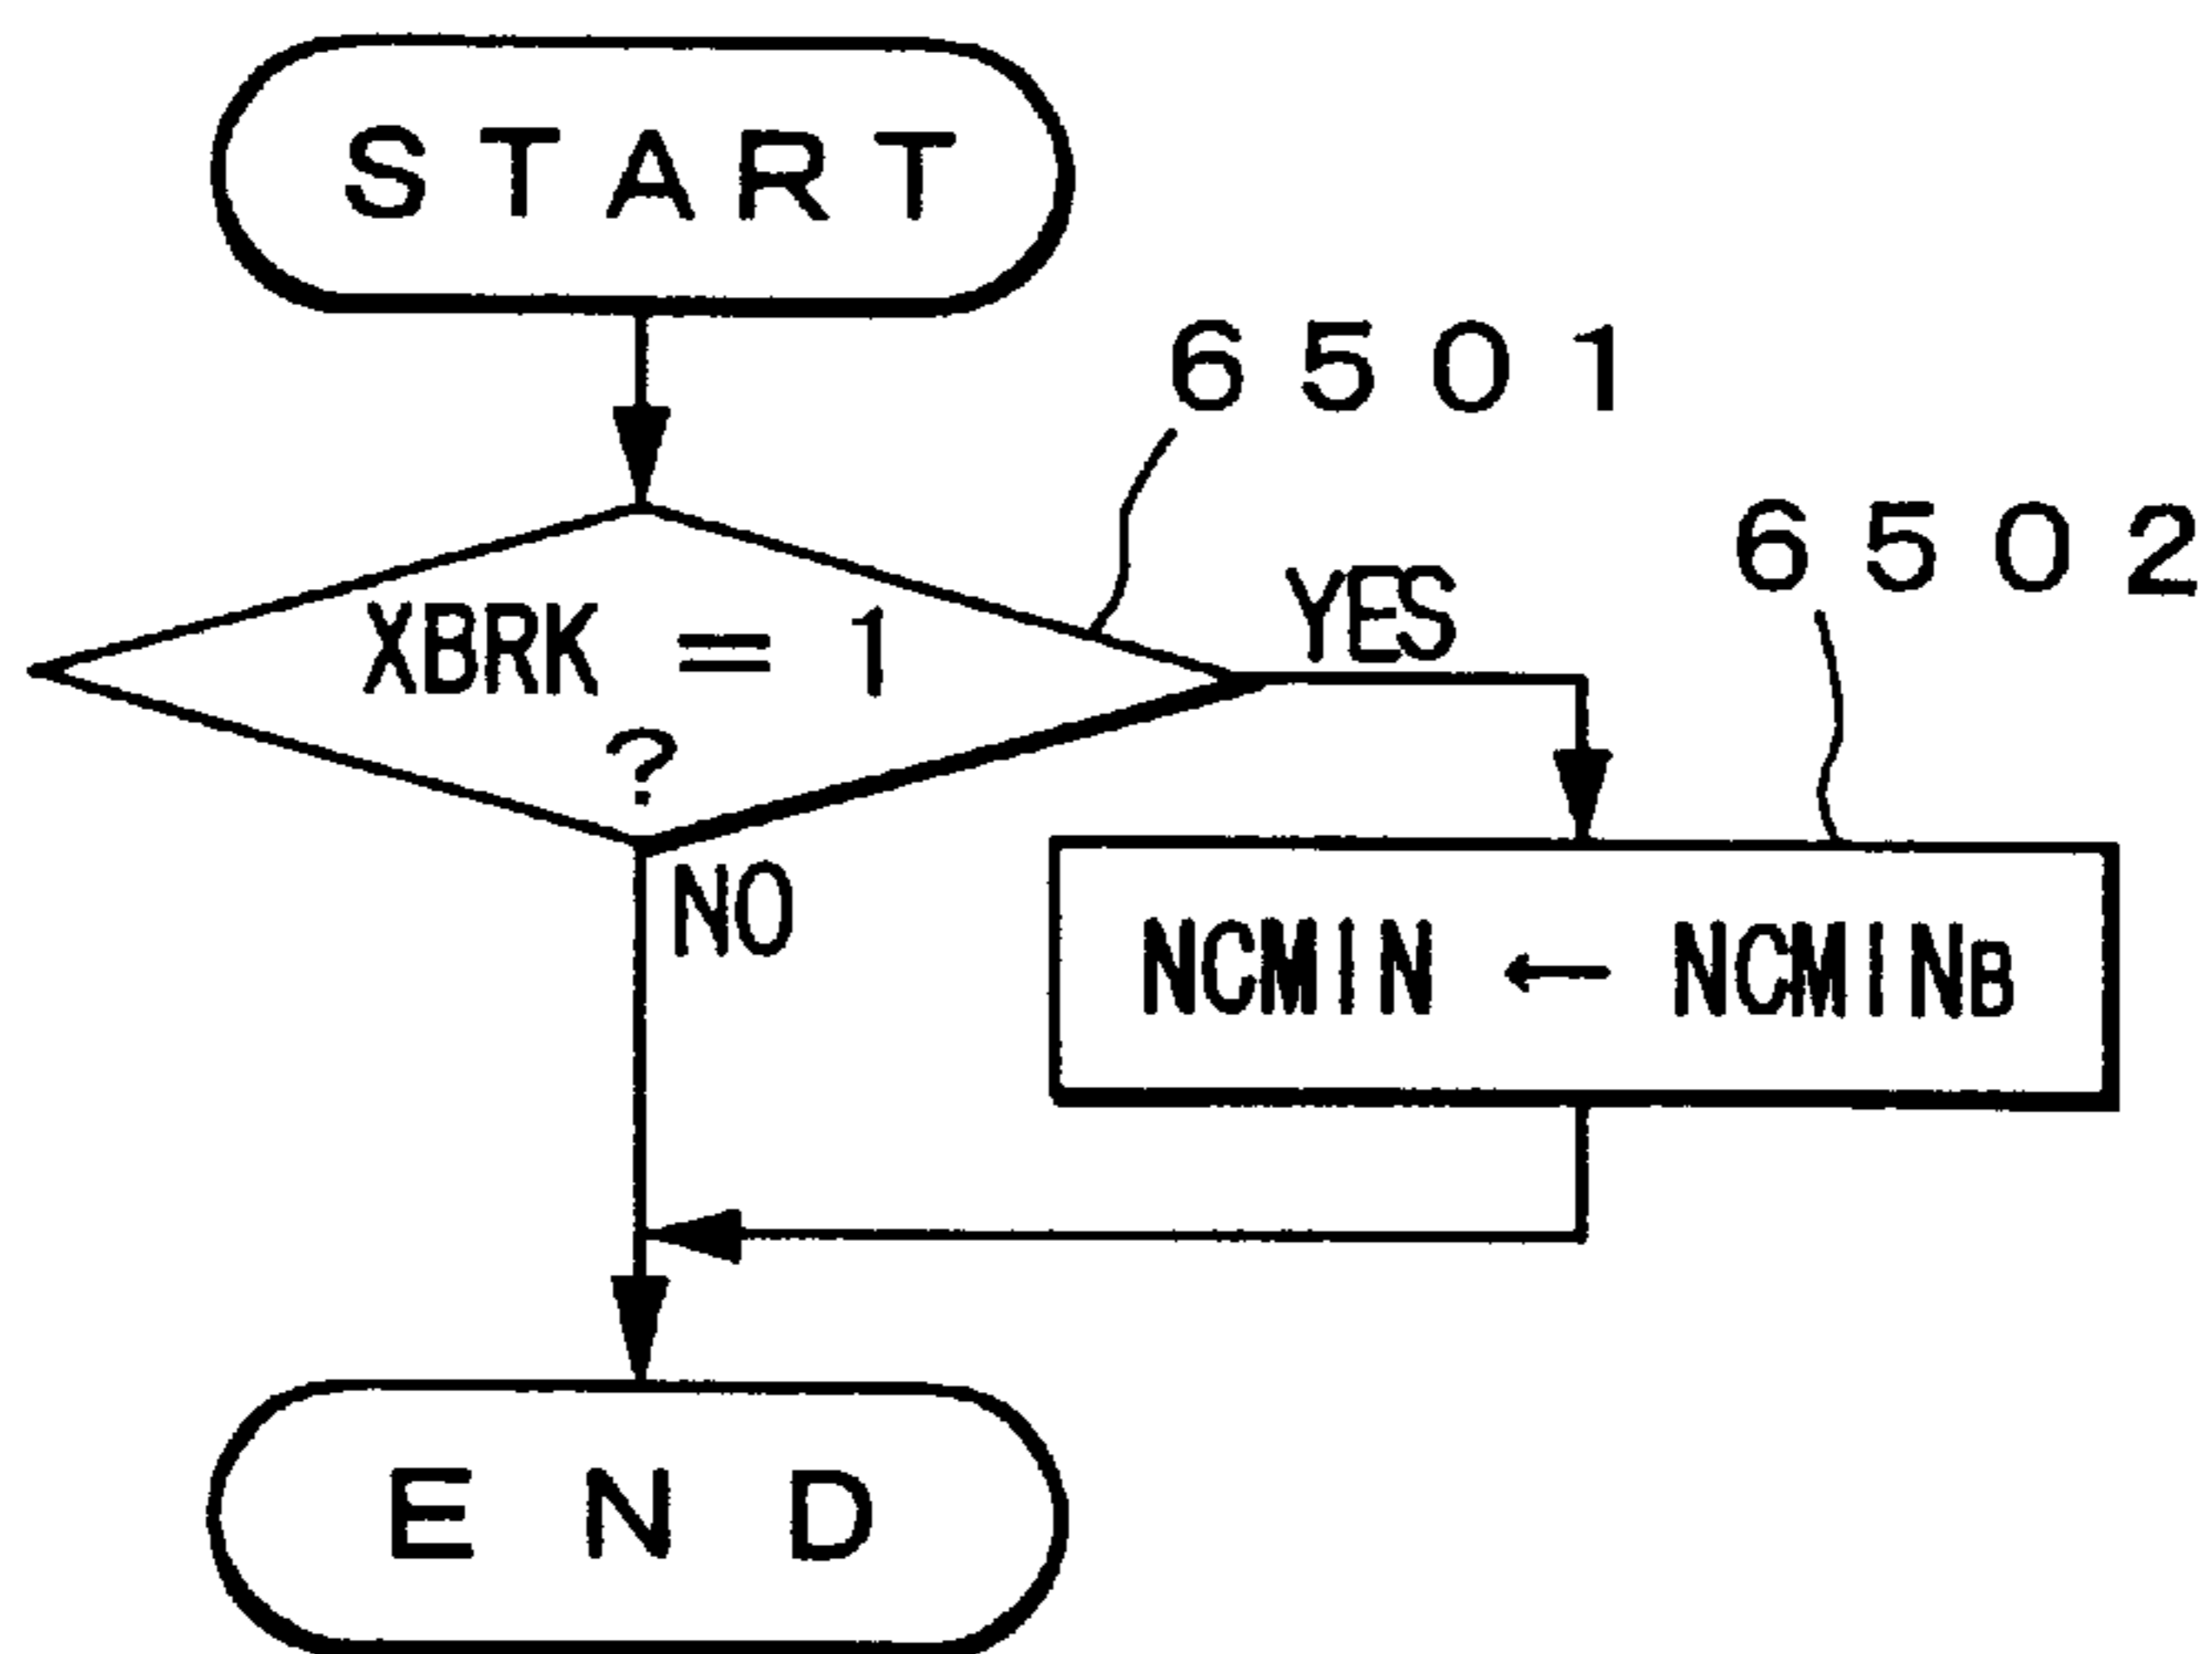 START
6501
6502
XBRK = 1
?
YES
NO
NCMIN ← NCMINB
END